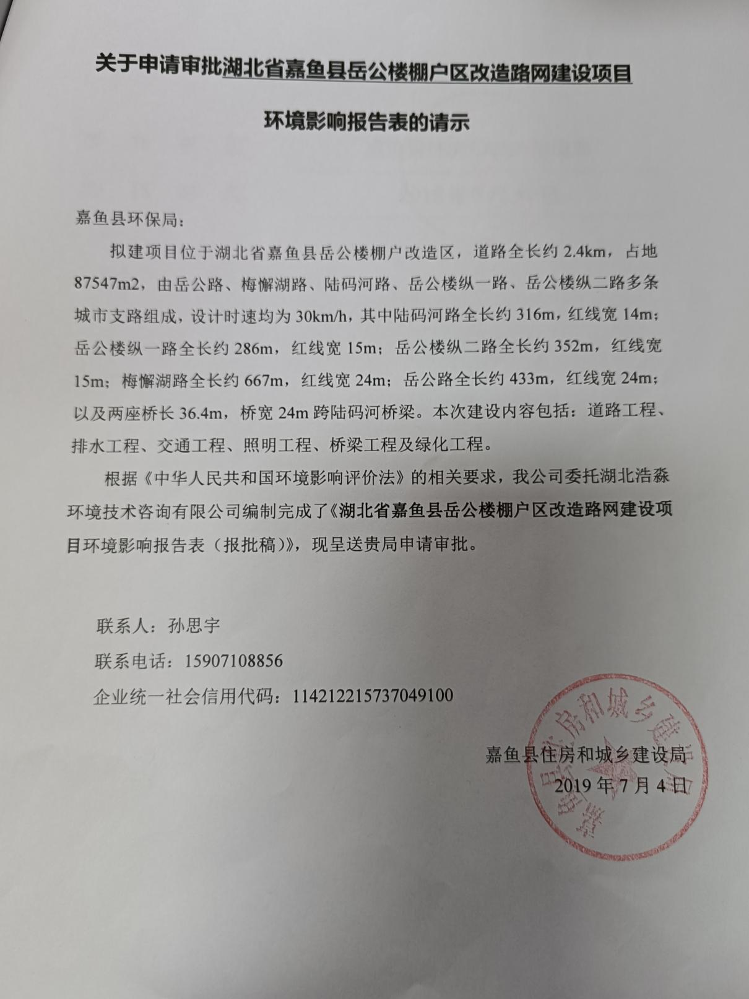 关于申请审批湖北省嘉鱼县岳公楼棚户区改造路网建设项目
环境影响报告表的请示
嘉鱼县环保局：
拟建项目位于湖北省嘉鱼县岳公楼棚户改造区，道路全长约 2.4km，占地
87547m2，由岳公路、梅懈湖路、陆码河路、岳公楼纵一路、岳公楼纵二路多条
城市支路组成，设计时速均为 30km/h，其中陆码河路全长约 316m，红线宽 14m；
岳公楼纵一路全长约 286m，红线宽 15m；岳公楼纵二路全长约 352m，红线宽
15m；梅懈湖路全长约 667m，红线宽 24m；岳公路全长约 433m，红线宽 24m；
以及两座桥长 36.4m，桥宽 24m 跨陆码河桥梁。本次建设内容包括：道路工程、
排水工程、交通工程、照明工程、桥梁工程及绿化工程。
根据《中华人民共和国环境影响评价法》的相关要求，我公司委托湖北浩淼
环境技术咨询有限公司编制完成了《湖北省嘉鱼县岳公楼棚户区改造路网建设项
目环境影响报告表（报批稿）》，现呈送贵局申请审批。
联系人：孙思宇
联系电话：15907108856
企业统一社会信用代码：114212215737049100
嘉鱼县住房和城乡建设局
2019 年 7 月 4 日
嘉鱼县住房和城乡建设局